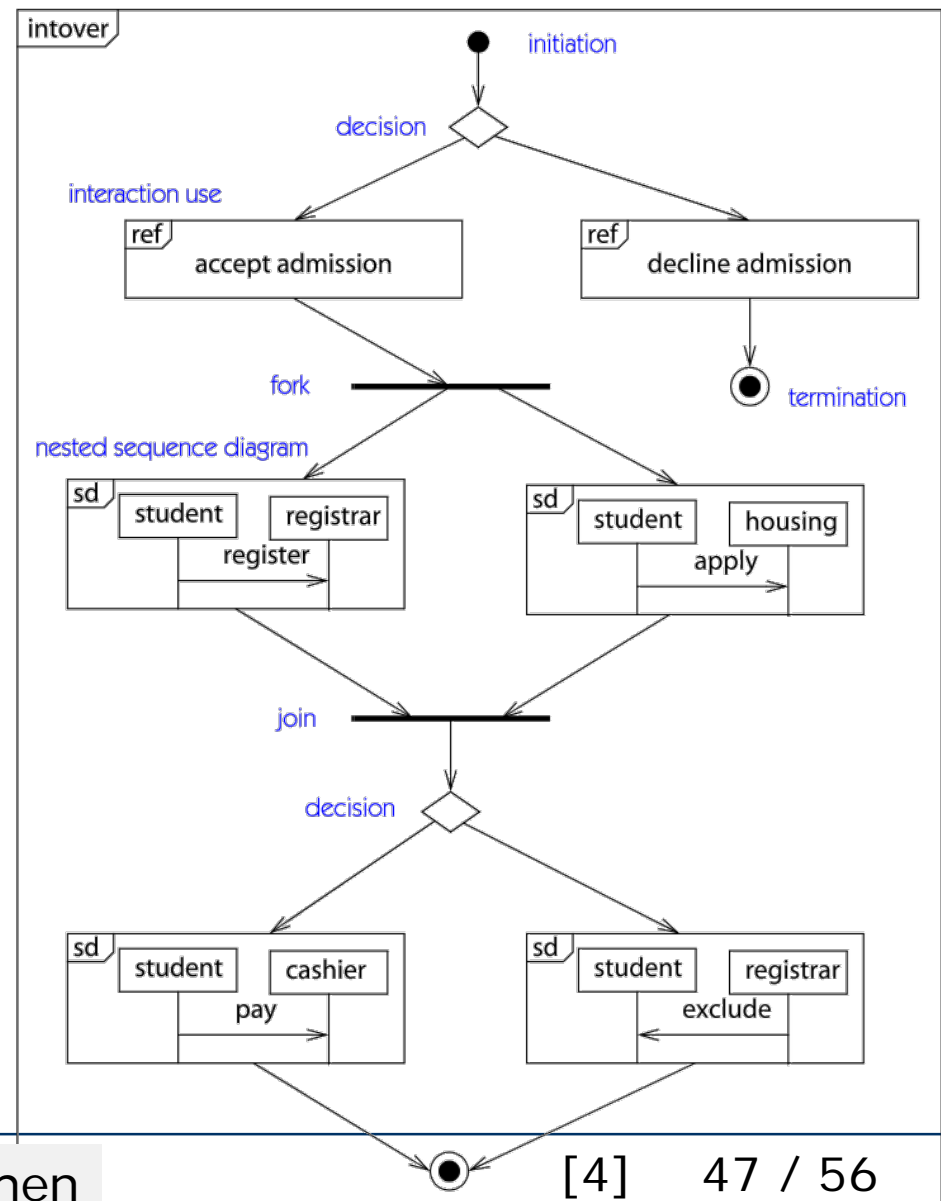 intover
initiation
decision
interaction use
ref
accept admission
ref
decline admission
fork
termination
nested sequence diagram
sd
student
registrar
register
sd
student
housing
apply
join
decision
sd
student
cashier
pay
sd
student
registrar
exclude
[4] 47 / 56